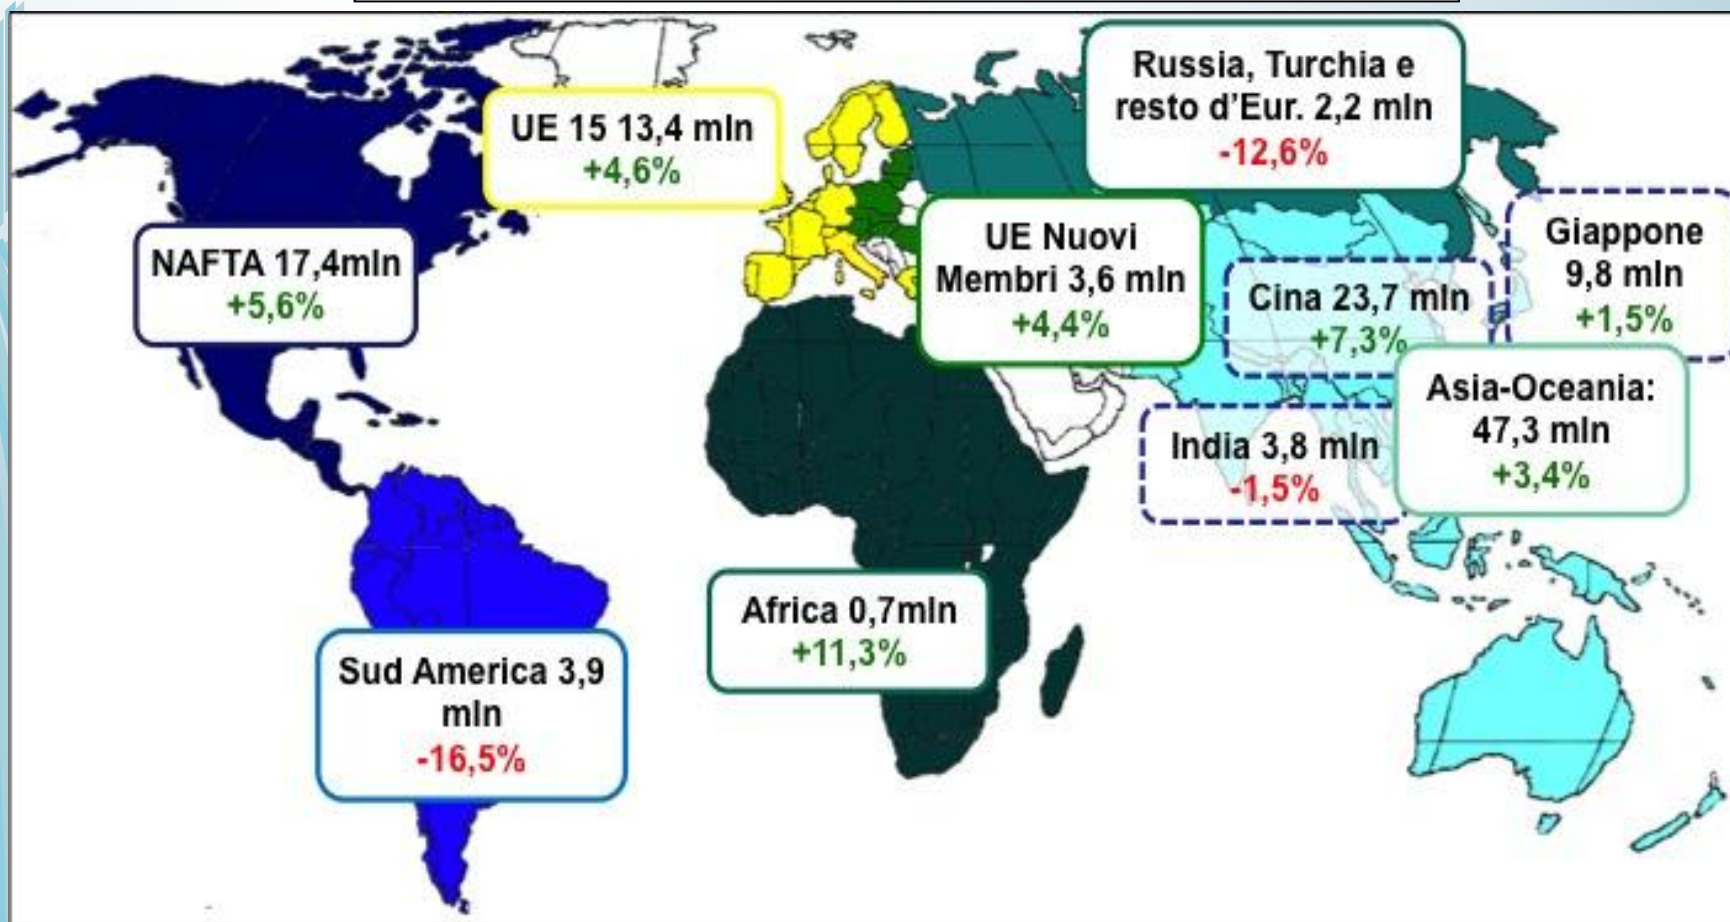 UE 15 13,4 mln
+4,6%
Russia, Turchia e
resto d'Eur. 2,2 mln
-12,6%
NAFTA 17,4mln
+5,6%
UE Nuovi
Membri 3,6 mln
+4,4%
Cina 23,7 mln
+7,3%
Giappone
9,8 mln
+1,5%
Asia-Oceania:
47,3 mln
+3,4%
India 3,8 mln
-1,5%
Africa 0,7mln
+11,3%
Sud America 3,9
mln
-16,5%